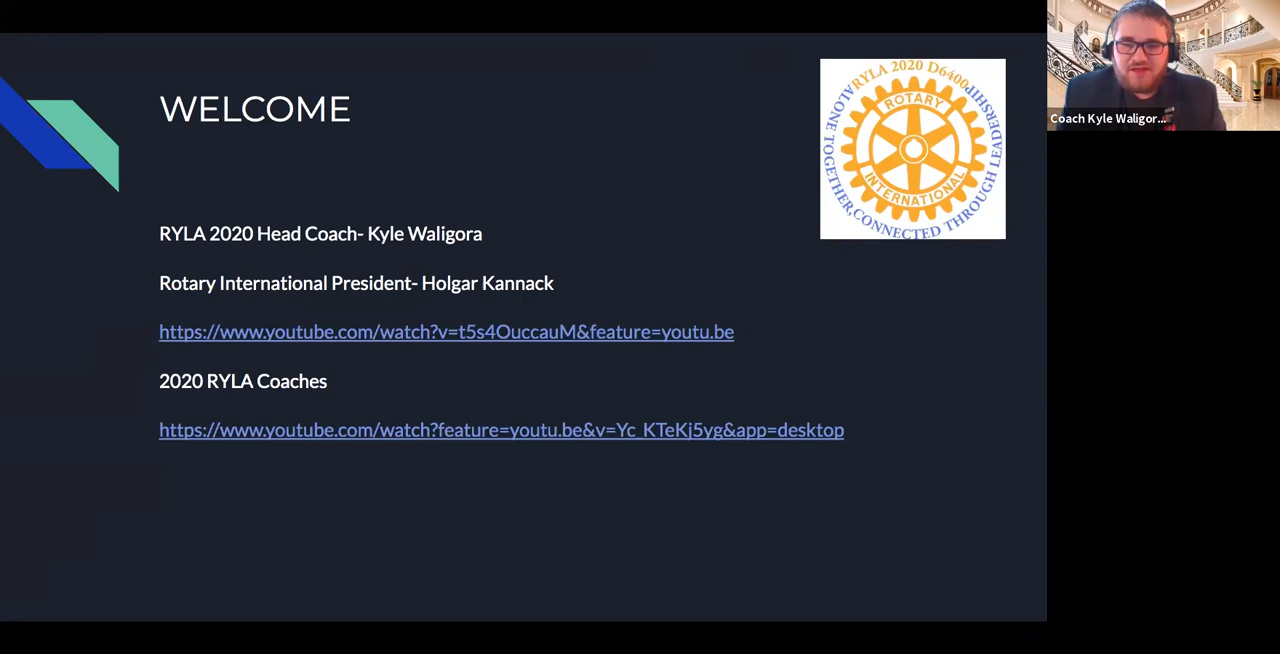 WELCOME
RYLA 2020 D6400
ALONE TOGETHER, CONNECTED THROUGH LEADERSHIP
ROTARY
INTERNATIONAL
Coach Kyle Waligor...
RYLA 2020 Head Coach- Kyle Waligora
Rotary International President- Holgar Kannack
https://www.youtube.com/watch?v=t5s4OuccauM&feature=youtu.be
2020 RYLA Coaches
https://www.youtube.com/watch?feature=youtu.be&v=Yc_KTeKj5yg&app=desktop